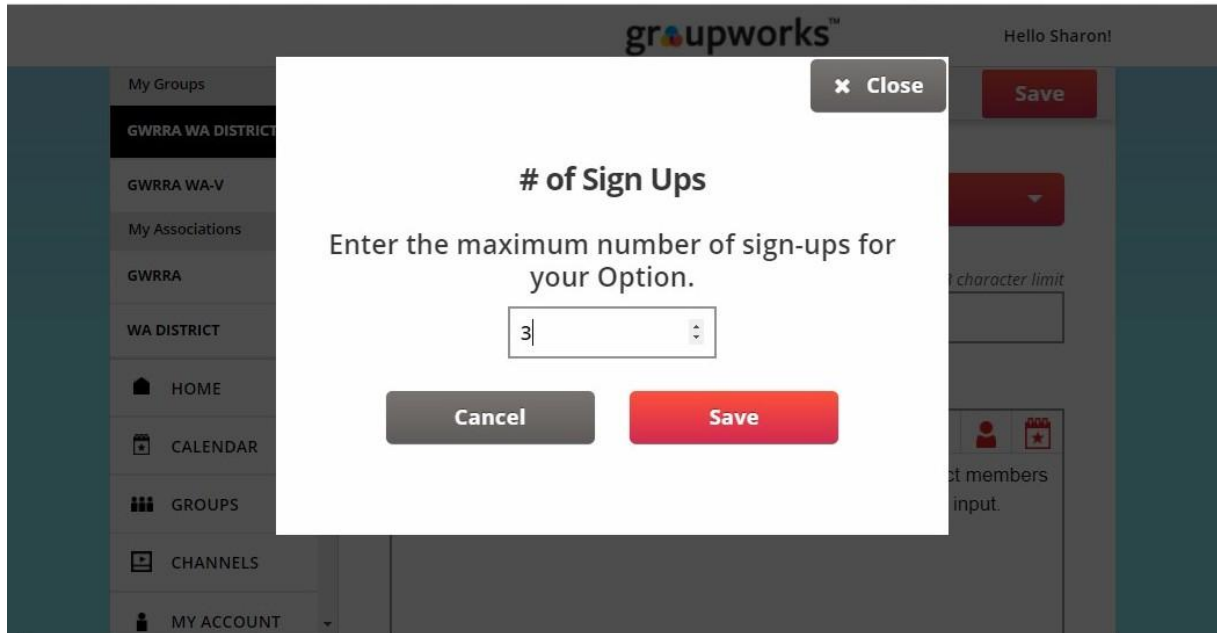 groupworks™
Hello Sharon!
My Groups
Close
Save
GWRRA WA DISTRICT
GWRRA WA-V
# of Sign Ups
My Associations
Enter the maximum number of sign-ups for
your Option.
GWRRA
character limit
3
WA DISTRICT
HOME
Cancel
Save
CALENDAR
ct members
GROUPS
input.
CHANNELS
MY ACCOUNT